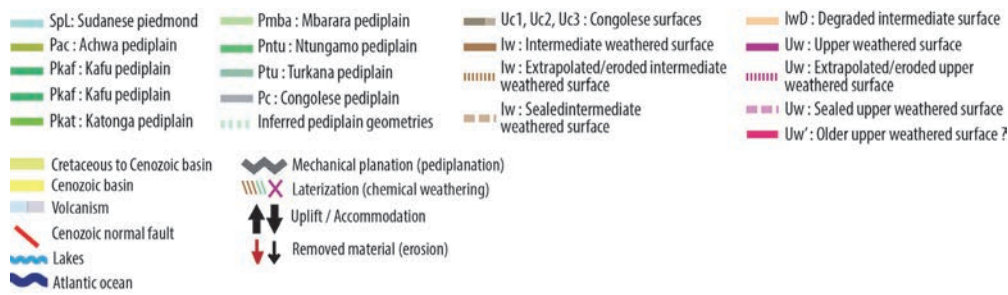 SpL: Sudanese piedmond
Pac : Achwa pediplain
Pkaf : Kafu pediplain
Pkaf : Kafu pediplain
Pkat : Katonga pediplain
Pmba : Mbarara pediplain
Pntu : Ntungamo pediplain
Ptu : Turkana pediplain
Pc : Congolese pediplain
Inferred pediplain geometries
Uc1, Uc2, Uc3 : Congolese surfaces
Iw : Intermediate weathered surface
Iw : Extrapolated/eroded intermediate
weathered surface
Iw : Sealedintermediate
weathered surface
IwD : Degraded intermediate surface
Uw : Upper weathered surface
Uw : Extrapolated/eroded upper
weathered surface
Uw : Sealed upper weathered surface
Uw' : Older upper weathered surface ?
Cretaceous to Cenozoic basin
Cenozoic basin
Volcanism
Cenozoic normal fault
Lakes
Atlantic ocean
Mechanical planation (pediplanation)
Laterization (chemical weathering)
Uplift / Accommodation
Removed material (erosion)